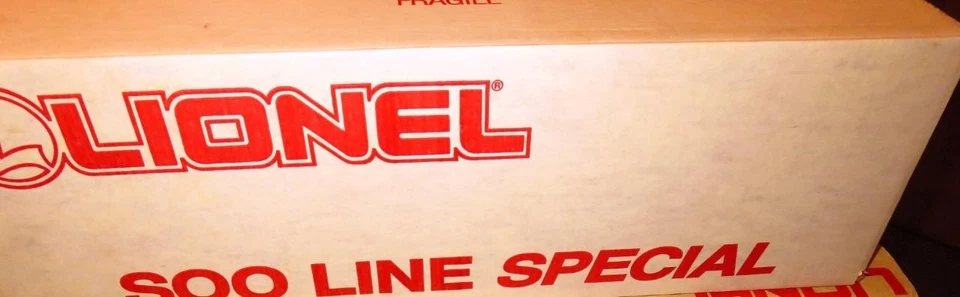 FRAGILE
LIONEL®
SOO LINE SPECIAL